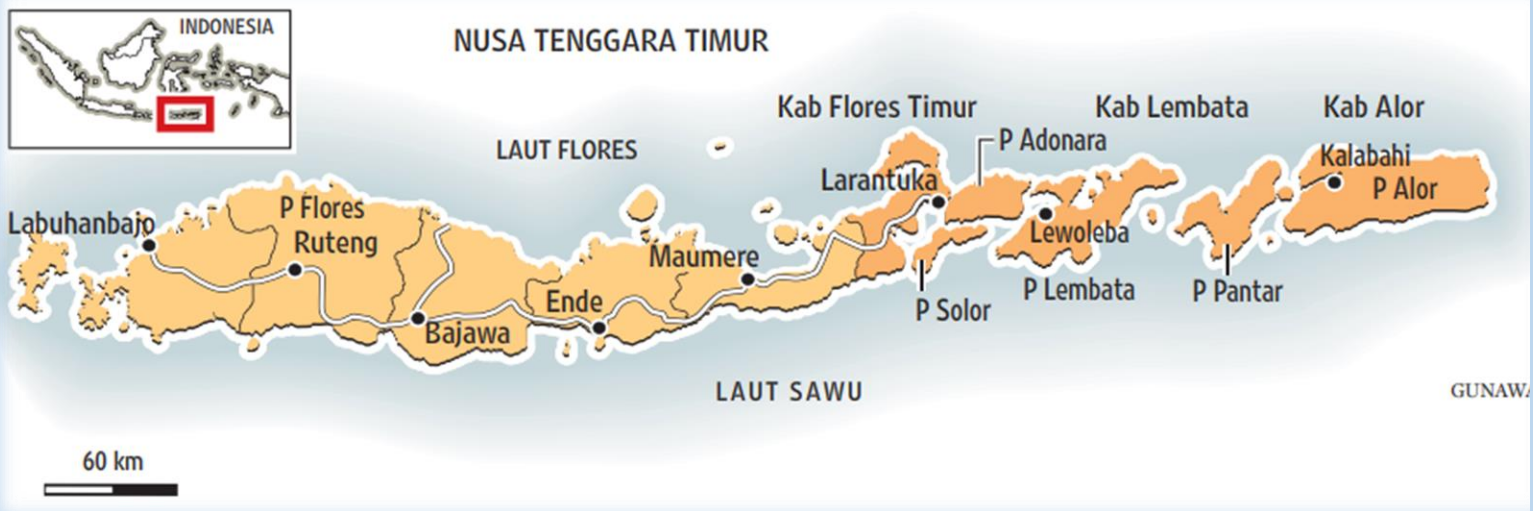 INDONESIA
NUSA TENGGARA TIMUR
Kab Flores Timur
Kab Lembata
Kab Alor
LAUT FLORES
P Adonara
Kalabahi
Larantuka
P Alor
Labuhanbajo
P Flores
Ruteng
Maumere
Lewoleba
Ende
P Lembata
P Pantar
P Solor
Bajawa
LAUT SAWU
GUNAWA
60 km